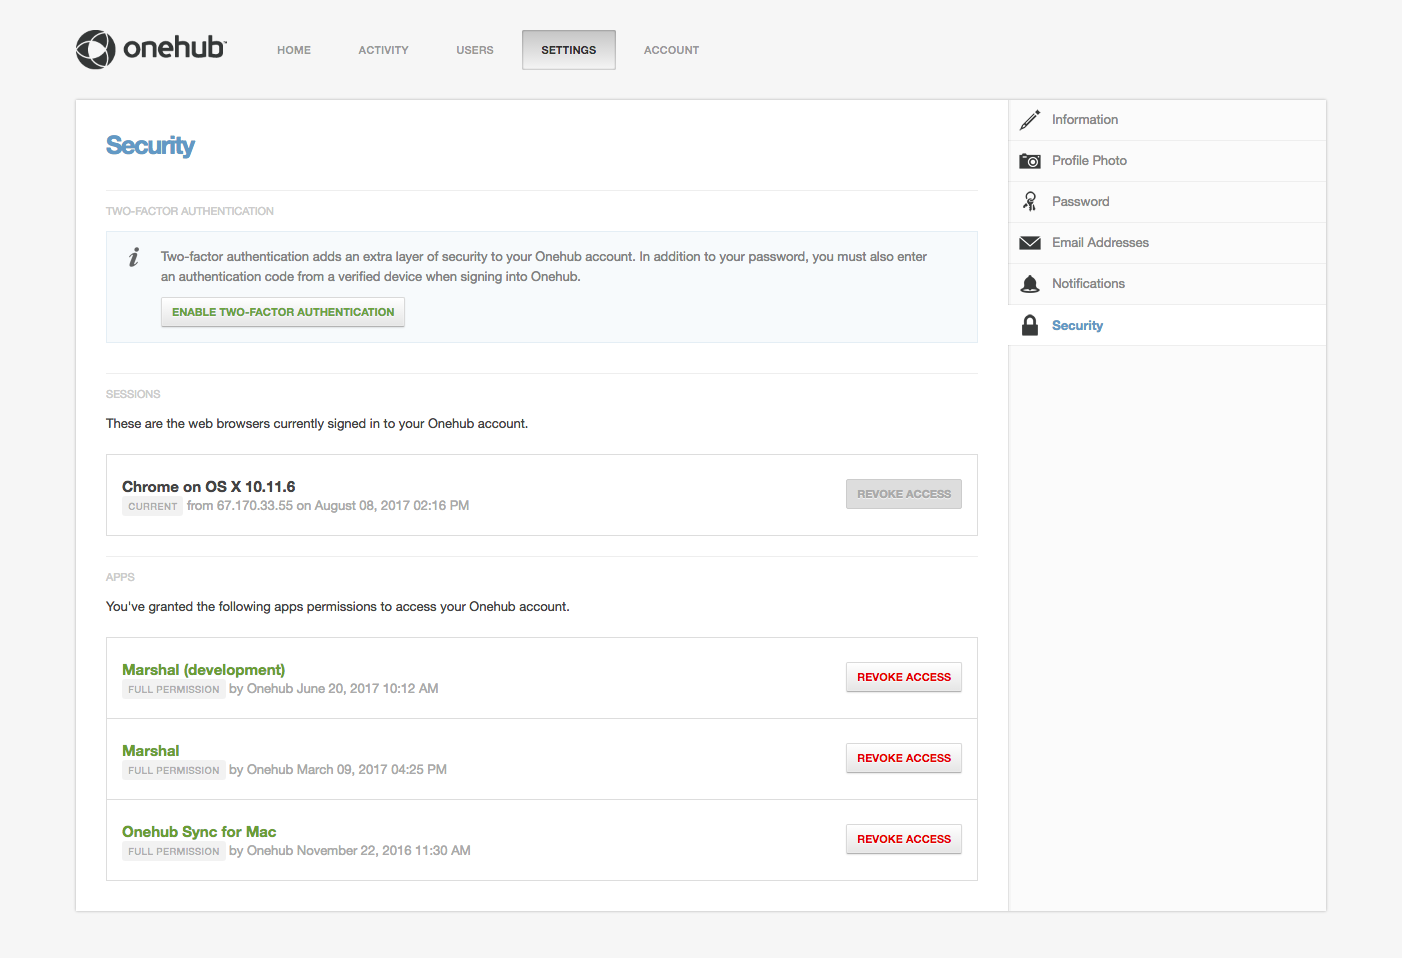 onehub™
HOME
ACTIVITY
USERS
SETTINGS
ACCOUNT
Security
TWO-FACTOR AUTHENTICATION
Two-factor authentication adds an extra layer of security to your Onehub account. In addition to your password, you must also enter
an authentication code from a verified device when signing into Onehub.
ENABLE TWO-FACTOR AUTHENTICATION
SESSIONS
These are the web browsers currently signed in to your Onehub account.
Chrome on OS X 10.11.6
CURRENT from 67.170.33.55 on August 08, 2017 02:16 PM
REVOKE ACCESS
APPS
You've granted the following apps permissions to access your Onehub account.
Marshal (development)
FULL PERMISSION by Onehub June 20, 2017 10:12 AM
REVOKE ACCESS
Marshal
FULL PERMISSION by Onehub March 09, 2017 04:25 PM
REVOKE ACCESS
Onehub Sync for Mac
FULL PERMISSION by Onehub November 22, 2016 11:30 AM
REVOKE ACCESS
Information
Profile Photo
Password
Email Addresses
Notifications
Security